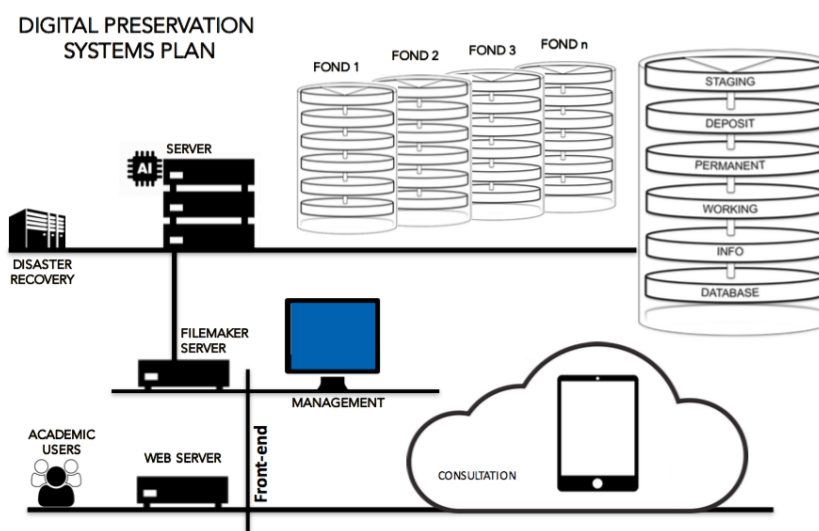 DIGITAL PRESERVATION
SYSTEMS PLAN
FOND 1
FOND 2
FOND 3
FOND n
STAGING
DEPOSIT
PERMANENT
WORKING
INFO
DATABASE
SERVER
AI
DISASTER
RECOVERY
FILEMAKER
SERVER
MANAGEMENT
Front-end
ACADEMIC
USERS
WEB SERVER
CONSULTATION